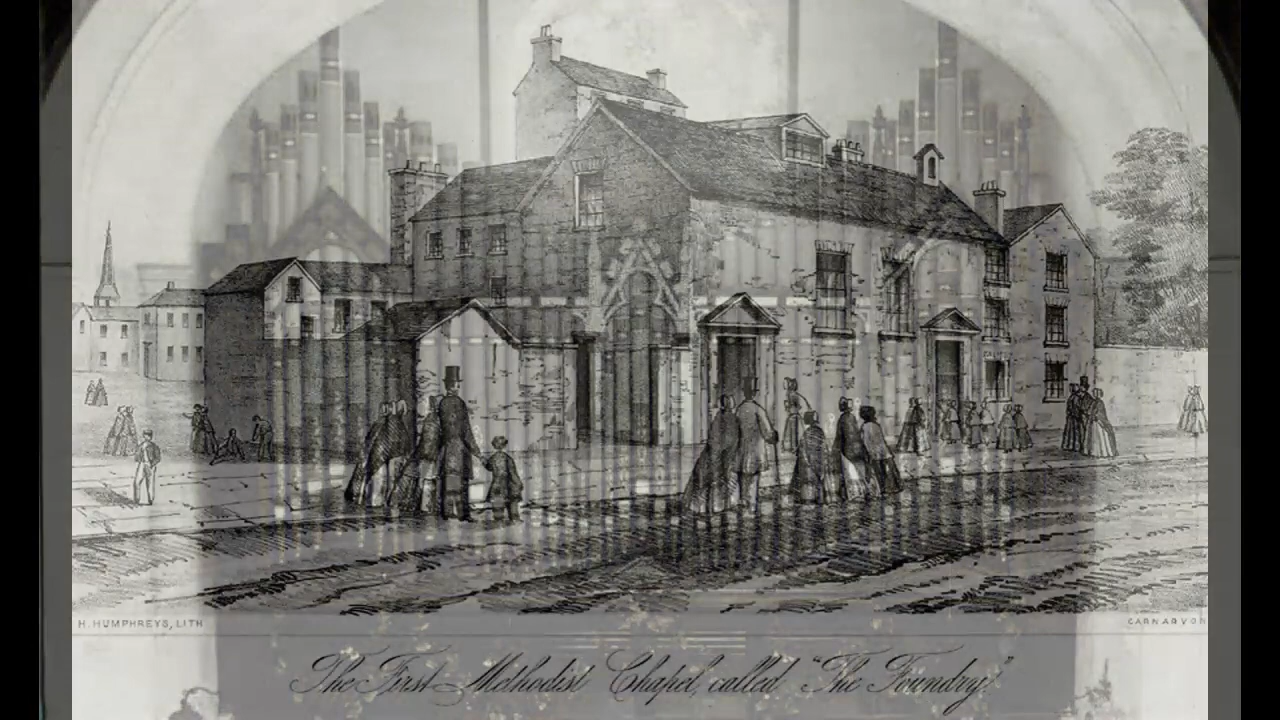 H. HUMPHREYS, LITH
CARNARVON
The First Methodist Chapel, called "The Foundry."